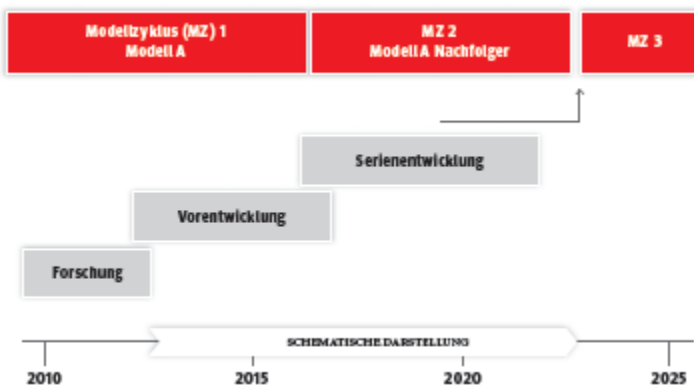 Modellzyklus (MZ) 1
Modell A
MZ 2
Modell A Nachfolger
MZ 3
Serienentwicklung
Vorentwicklung
Forschung
SCHEMATISCHE DARSTELLUNG
2010
2015
2020
2025